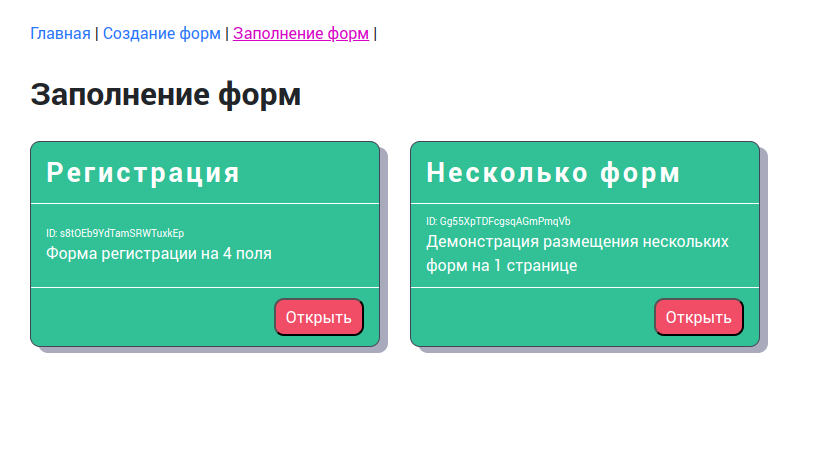 Главная | Создание форм | Заполнение форм |
Заполнение форм
Регистрация
ID: s8tOEb9YdTamSRWTuxkEp
Форма регистрации на 4 поля
Открыть
Несколько форм
ID: Gg55XpTDFcgsqAGmPmqVb
Демонстрация размещения нескольких
форм на 1 странице
Открыть